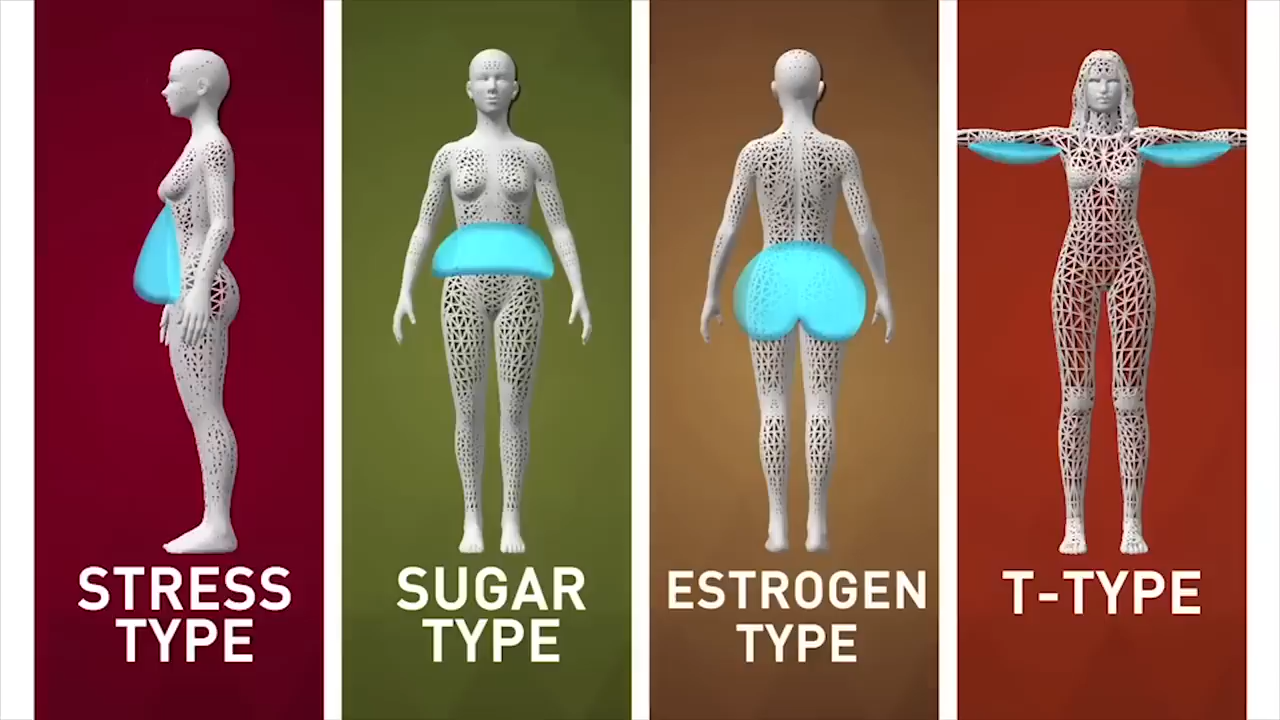 STRESS
TYPE
SUGAR
TYPE
ESTROGEN
TYPE
T-TYPE